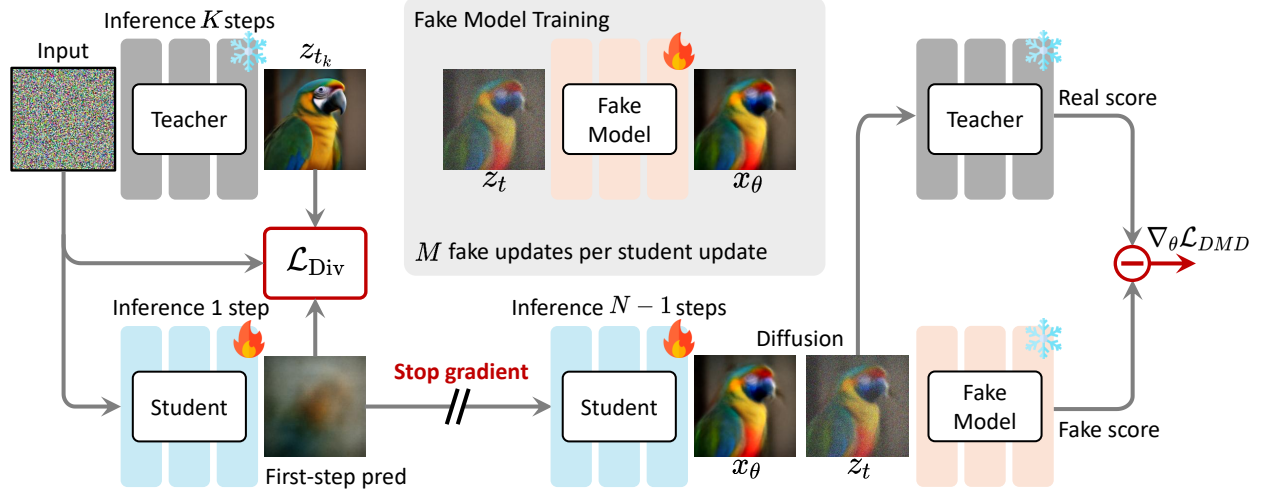 Inference K steps
Input
z_{t_k}
Teacher
Fake Model Training
Fake
Model
z_t
x_θ
M fake updates per student update
Teacher
Real score
ℒ_Div
∇_θ ℒ_DMD
Inference 1 step
Student
First-step pred
Stop gradient
Inference N − 1 steps
Student
x_θ
Diffusion
z_t
Fake
Model
Fake score